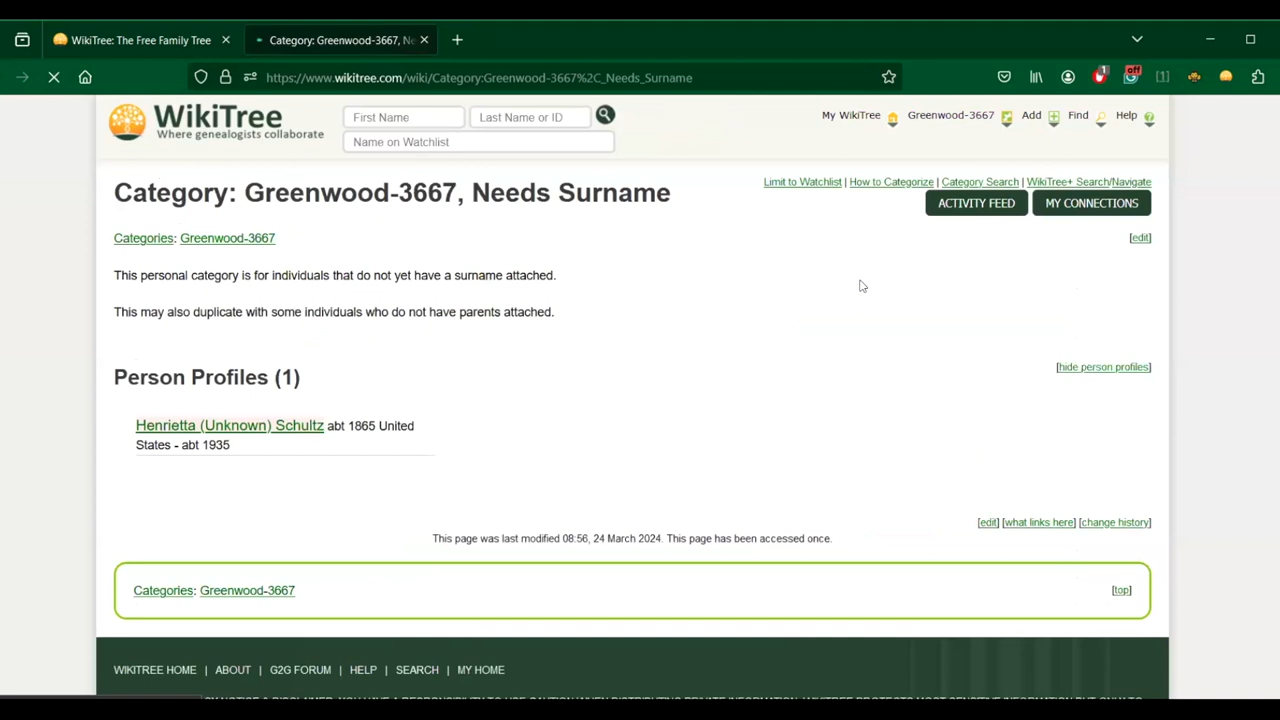 WikiTree: The Free Family Tree
Category: Greenwood-3667, Ne
https://www.wikitree.com/wiki/Category:Greenwood-3667%2C_Needs_Surname
1
off
WikiTree
Where genealogists collaborate
First Name
Last Name or ID
Name on Watchlist
My WikiTree
Greenwood-3667
Add
Find
Help
Category: Greenwood-3667, Needs Surname
Limit to Watchlist | How to Categorize | Category Search | WikiTree+ Search/Navigate
ACTIVITY FEED
MY CONNECTIONS
Categories: Greenwood-3667
[edit]
This personal category is for individuals that do not yet have a surname attached.
This may also duplicate with some individuals who do not have parents attached.
Person Profiles (1)
[hide person profiles]
Henrietta (Unknown) Schultz abt 1865 United
States - abt 1935
[edit] [what links here] [change history]
This page was last modified 08:56, 24 March 2024. This page has been accessed once.
Categories: Greenwood-3667
[top]
WIKITREE HOME | ABOUT | G2G FORUM | HELP | SEARCH | MY HOME